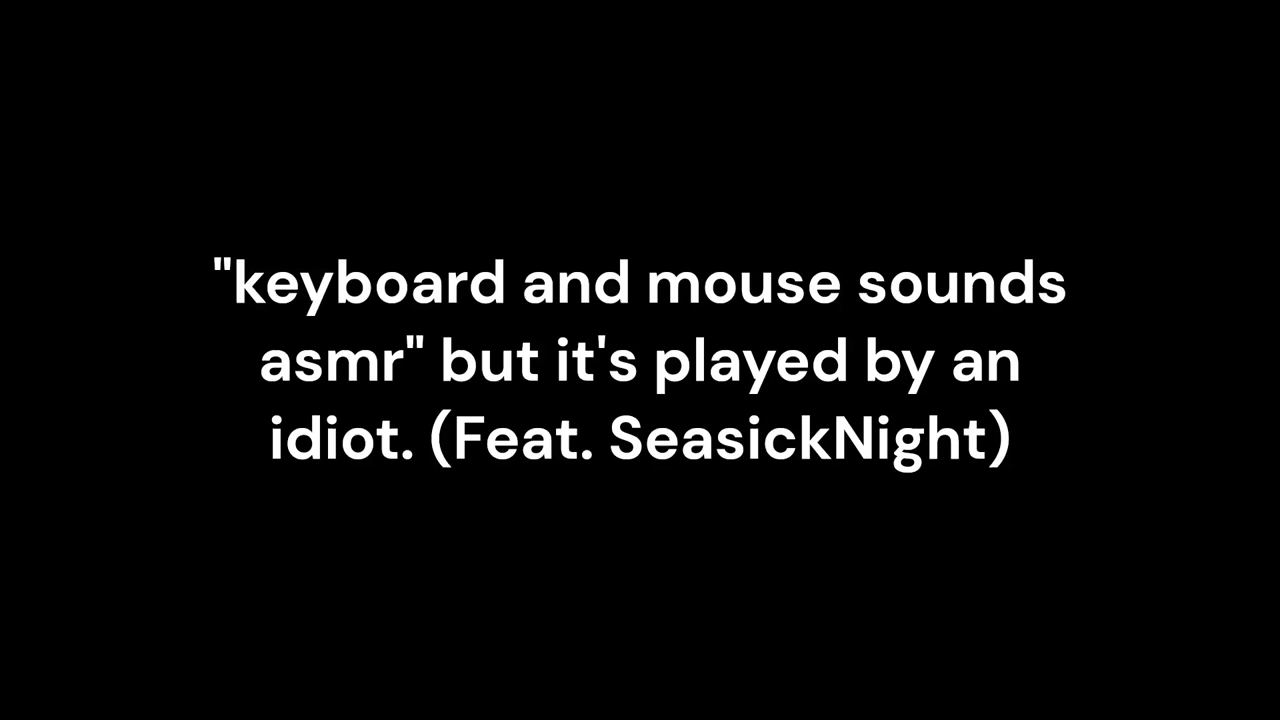 "keyboard and mouse sounds
asmr" but it's played by an
idiot. (Feat. SeasickNight)